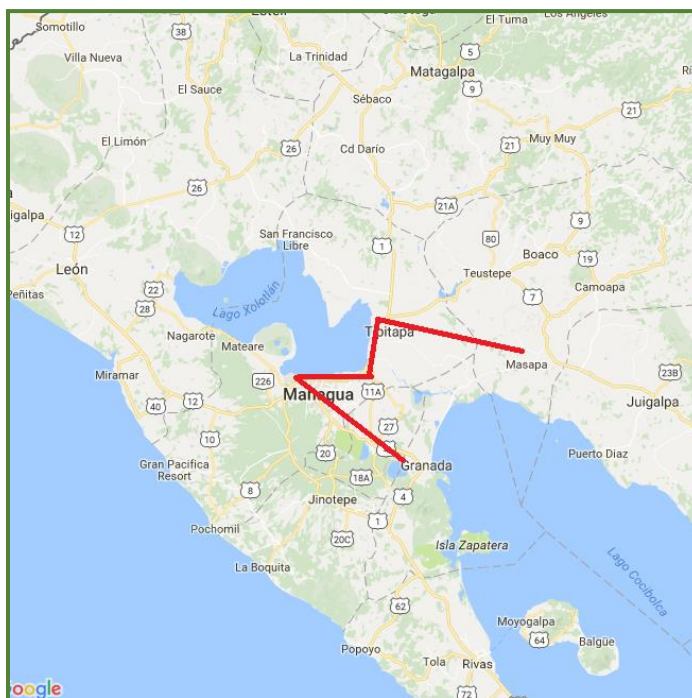 Somotillo
Villa Nueva
38
La Trinidad
El Tuma
5
Matagalpa
9
Rí
El Sauce
Sébaco
21
El Limón
Muy Muy
26
Cd Darío
21
26
21A
igalpa
12
San Francisco
Libre
1
80
9
Boaco
19
León
Teustepe
Camoapa
Peñitas
22
28
Lago Xolotlán
7
Nagarote
Tipitapa
Mateare
Masapa
Miramar
226
23B
Managua
11A
Juigalpa
40
12
27
10
20
Puerto Diaz
Gran Pacifica
Resort
Granada
18A
8
Jinotepe
4
Pochomil
1
20C
Isla Zapatera
La Boquita
Lago Cocibolca
62
Moyogalpa
64
Balgüe
Popoyo
Tola
Rivas
72
oogle